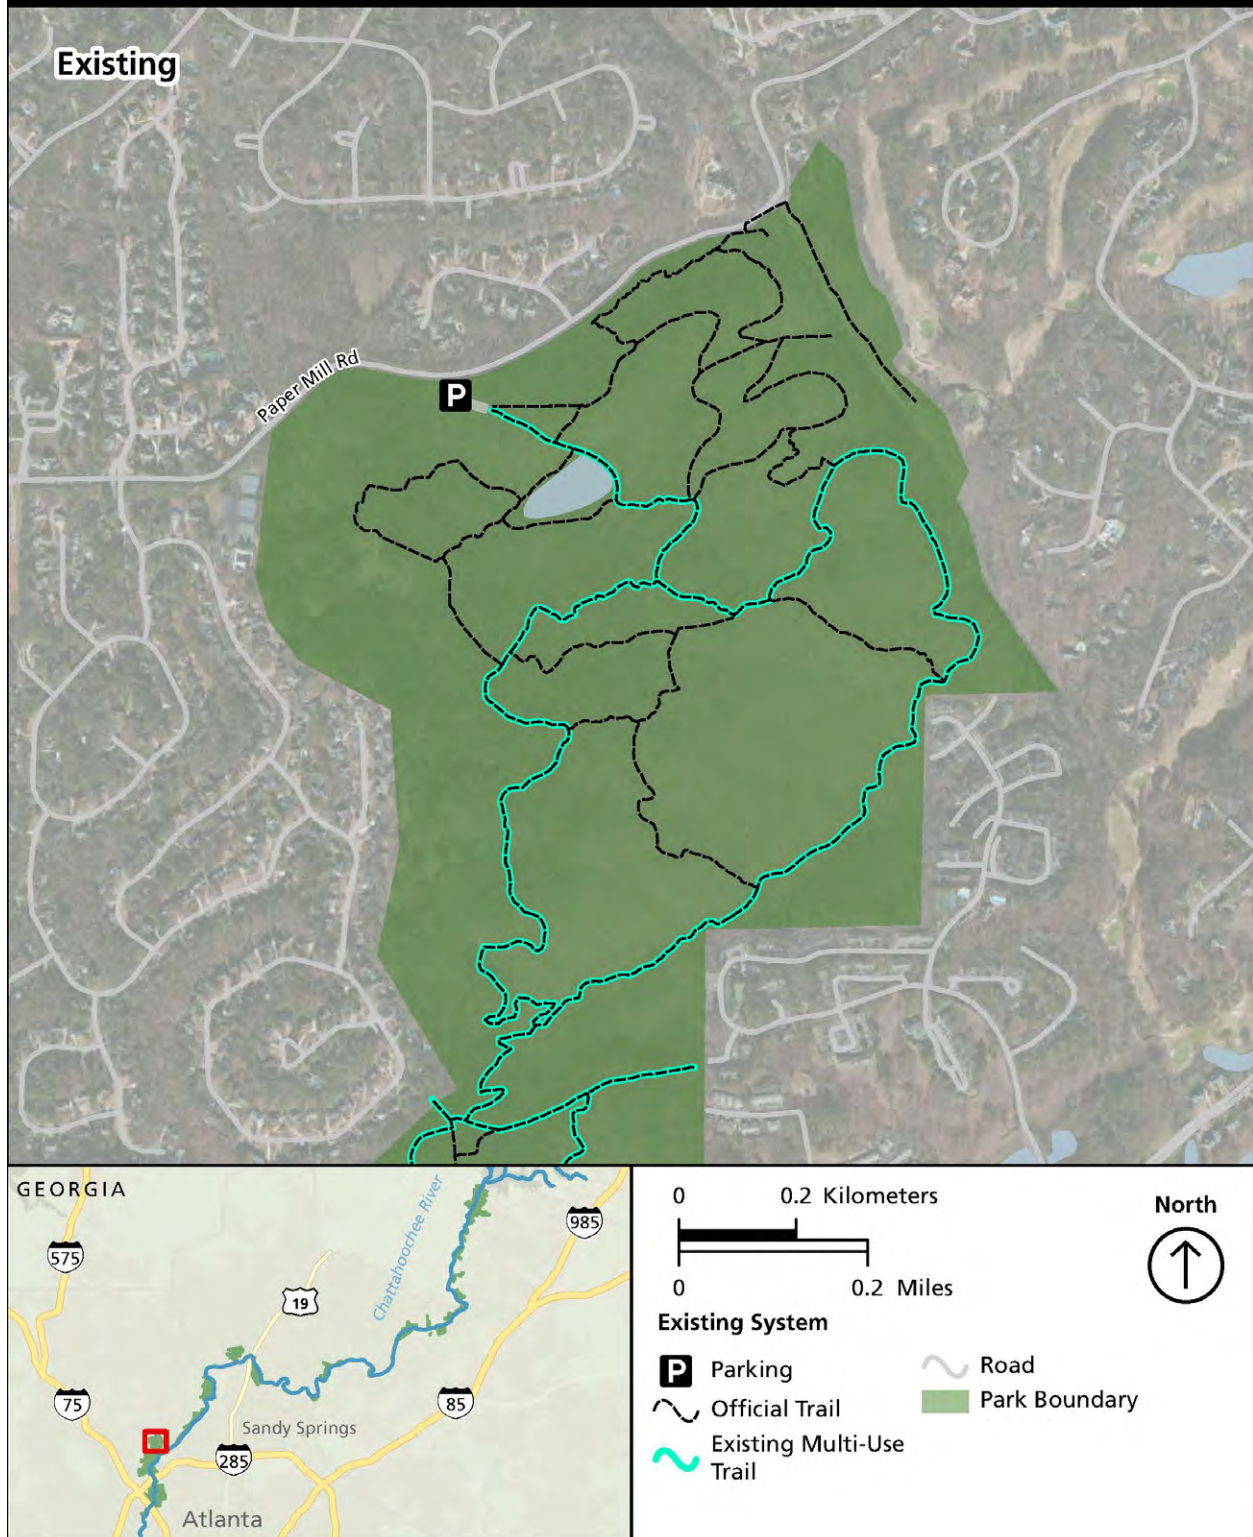 Existing
Paper Mill Rd
P
GEORGIA
575
985
19
Chattahoochee River
75
85
Sandy Springs
285
Atlanta
0 0.2 Kilometers
0 0.2 Miles
North
Existing System
P Parking
Official Trail
Existing Multi-Use
Trail
Road
Park Boundary